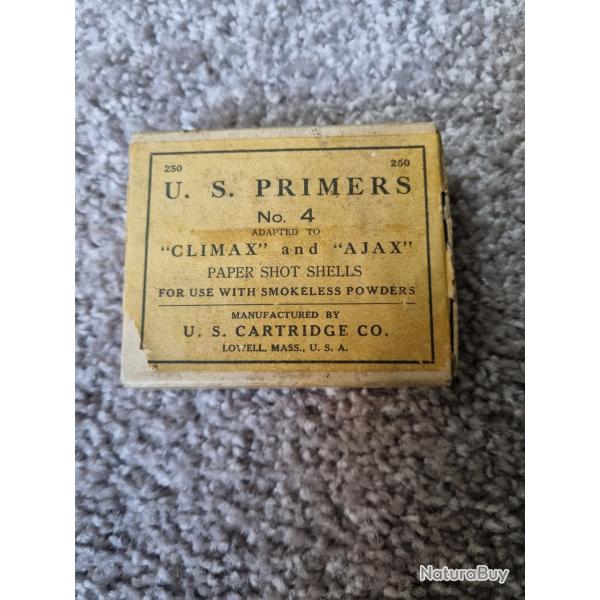 250 250
U. S. PRIMERS
No. 4
ADAPTED TO
"CLIMAX" and "AJAX"
PAPER SHOT SHELLS
FOR USE WITH SMOKELESS POWDERS
MANUFACTURED BY
U. S. CARTRIDGE CO.
LOWELL, MASS., U. S. A.
NaturaBuy